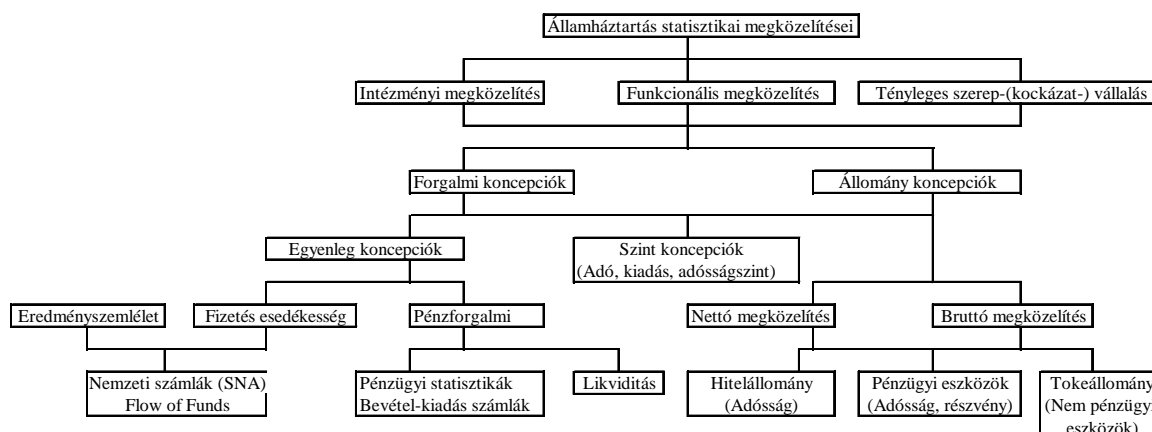 Államháztartás statisztikai megközelítései
Intézményi megközelítés
Funkcionális megközelítés
Tényleges szerep-(kockázat-) vállalás
Forgalmi koncepciók
Állomány koncepciók
Egyenleg koncepciók
Szint koncepciók
(Adó, kiadás, adósságszint)
Eredményszemlélet
Fizetés esedékesség
Pénzforgalmi
Nettó megközelítés
Bruttó megközelítés
Nemzeti számlák (SNA)
Flow of Funds
Pénzügyi statisztikák
Bevétel-kiadás számlák
Likviditás
Hitelállomány
(Adósság)
Pénzügyi eszközök
(Adósság, részvény)
Tokeállomány
(Nem pénzügyi
eszközök)